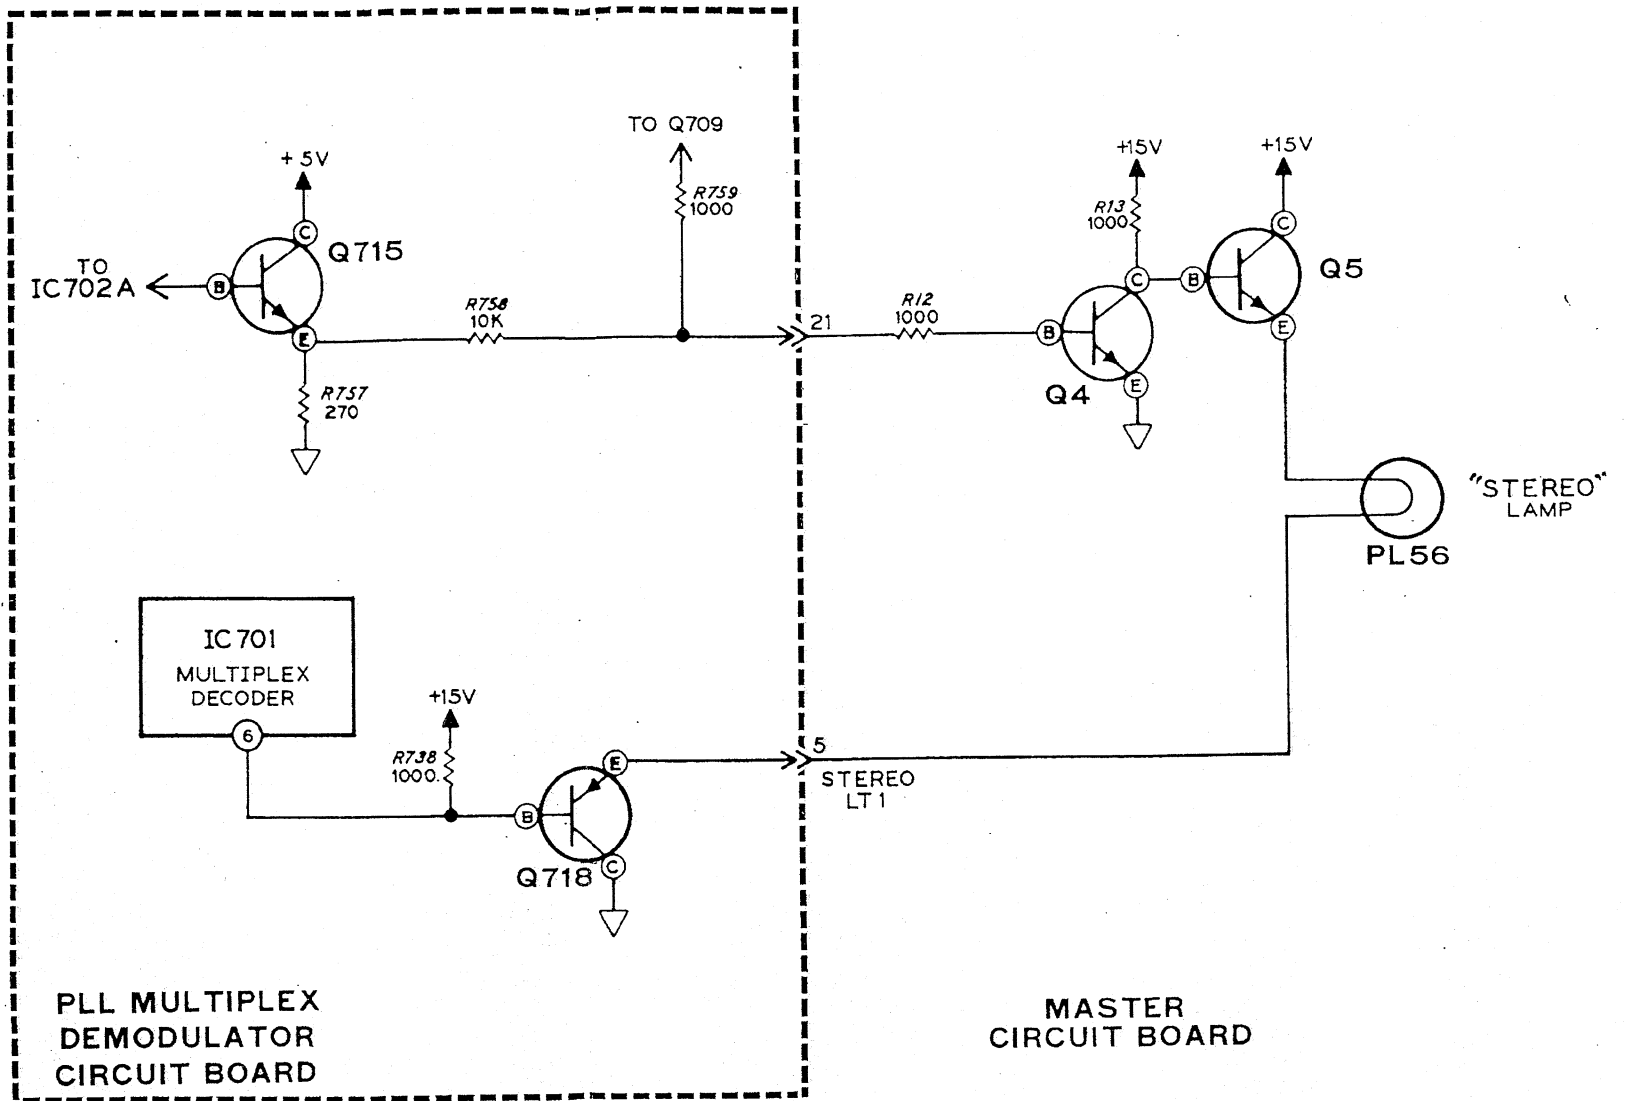 TO Q709
+5V
+15V
+15V
R759
1000
R13
1000
C
C
Q715
Q5
TO
IC702A
B
C
B
R758
10K
R12
1000
21
E
B
E
R757
270
Q4
E
"STEREO"
LAMP
PL56
IC701
MULTIPLEX
DECODER
6
+15V
R738
1000.
E
5
STEREO
LT1
B
Q718
C
PLL MULTIPLEX
DEMODULATOR
CIRCUIT BOARD
MASTER
CIRCUIT BOARD